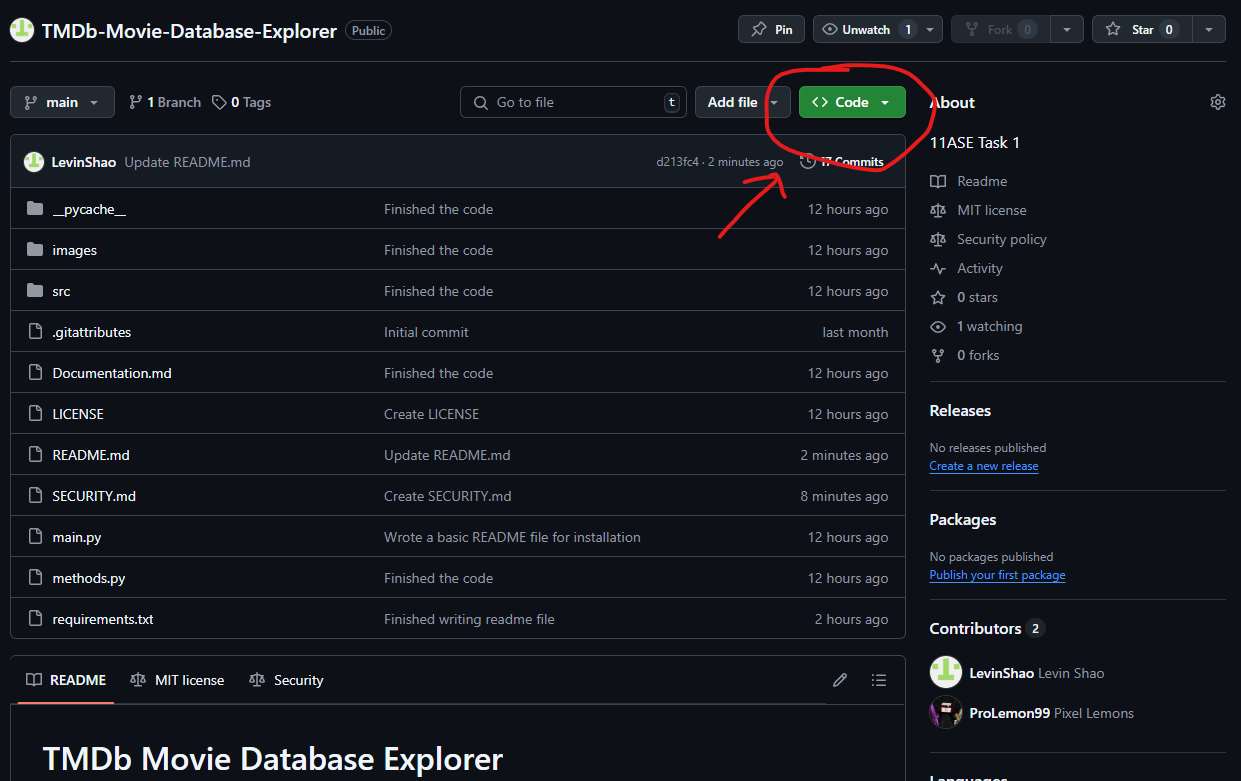 TMDb-Movie-Database-Explorer Public Pin Unwatch 1 Fork 0 Star 0
main 1 Branch 0 Tags Go to file t Add file <> Code
LevinShao Update README.md d213fc4 · 2 minutes ago 17 Commits
__pycache__ Finished the code 12 hours ago
images Finished the code 12 hours ago
src Finished the code 12 hours ago
.gitattributes Initial commit last month
Documentation.md Finished the code 12 hours ago
LICENSE Create LICENSE 12 hours ago
README.md Update README.md 2 minutes ago
SECURITY.md Create SECURITY.md 8 minutes ago
main.py Wrote a basic README file for installation 12 hours ago
methods.py Finished the code 12 hours ago
requirements.txt Finished writing readme file 2 hours ago
README MIT license Security
TMDb Movie Database Explorer
About
11ASE Task 1
Readme
MIT license
Security policy
Activity
0 stars
1 watching
0 forks
Releases
No releases published
Create a new release
Packages
No packages published
Publish your first package
Contributors 2
LevinShao Levin Shao
ProLemon99 Pixel Lemons
Languages